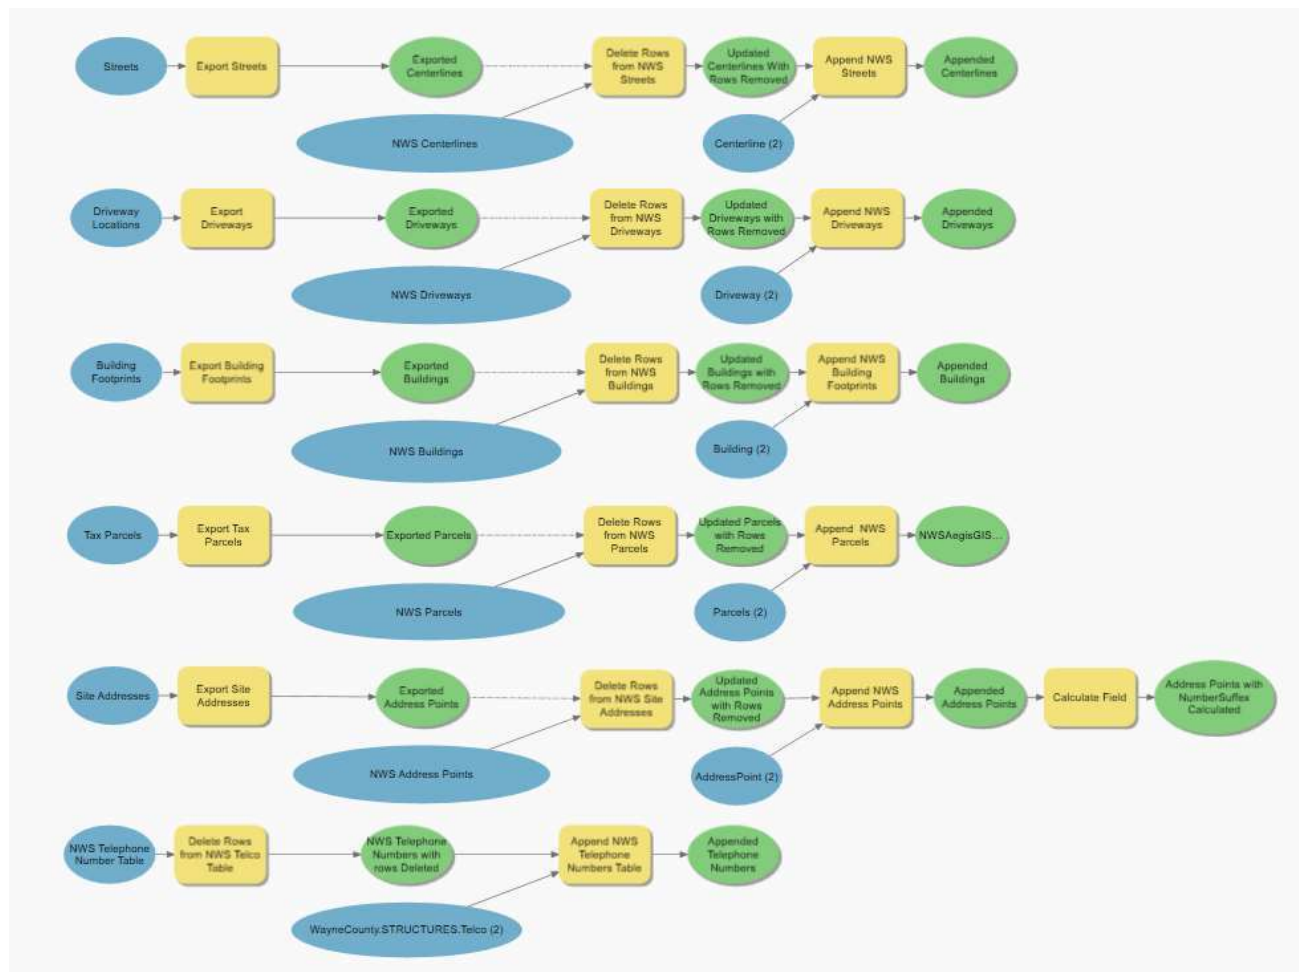 Streets
Export Streets
Exported
Centerlines
Delete Rows
from NWS
Streets
Updated
Centerlines With
Rows Removed
Append NWS
Streets
Appended
Centerlines
NWS Centerlines
Centerline (2)
Driveway
Locations
Export
Driveways
Exported
Driveways
Delete Rows
from NWS
Driveways
Updated
Driveways with
Rows Removed
Append NWS
Driveways
Appended
Driveways
NWS Driveways
Driveway (2)
Building
Footprints
Export Building
Footprints
Exported
Buildings
Delete Rows
from NWS
Buildings
Updated
Buildings with
Rows Removed
Append NWS
Building
Footprints
Appended
Buildings
NWS Buildings
Building (2)
Tax Parcels
Export Tax
Parcels
Exported Parcels
Delete Rows
from NWS
Parcels
Updated Parcels
with Rows
Removed
Append NWS
Parcels
NWSAegisGIS...
NWS Parcels
Parcels (2)
Site Addresses
Export Site
Addresses
Exported
Address Points
Delete Rows
from NWS Site
Addresses
Updated
Address Points
with Rows
Removed
Append NWS
Address Points
Appended
Address Points
Calculate Field
Address Points with
NumberSuffex
Calculated
NWS Address Points
AddressPoint (2)
NWS Telephone
Number Table
Delete Rows
from NWS Telco
Table
NWS Telephone
Numbers with
rows Deleted
Append NWS
Telephone
Numbers Table
Appended
Telephone
Numbers
WayneCounty.STRUCTURES.Telco (2)